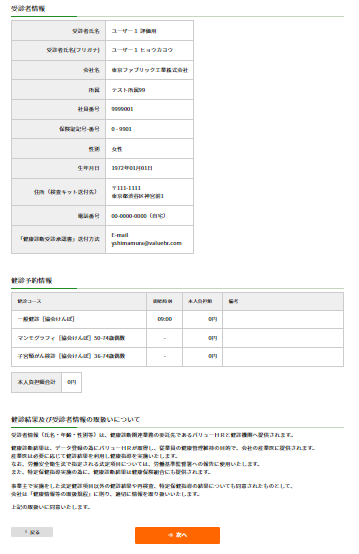 受診者情報
受診者氏名 ユーザー１ 評価用
受診者氏名(フリガナ) ユーザー１ ヒョウカヨウ
会社名 東京ファブリック工業株式会社
所属 テスト所属99
社員番号 9999001
保険証記号-番号 0 - 9901
性別 女性
生年月日 1972年01月01日
住所（検査キット送付先） 〒111-1111
東京都渋谷区神宮前1
電話番号 00-0000-0000（自宅）
「健康診断受診承認書」送付方法 E-mail
yshimamura@valuehr.com
健診予約情報
健診コース 開始時刻 本人負担額 備考
一般健診［協会けんぽ］ 09:00 0円
マンモグラフィ［協会けんぽ］50-74歳偶数 - 0円
子宮頸がん検診［協会けんぽ］36-74歳偶数 - 0円
本人負担額合計 0円
健診結果及び受診者情報の取扱いについて
受診者情報（氏名・年齢・性別等）は、健康診断関連業務の委託先であるバリューＨＲと健診機関へ提供されます。
健康診断結果は、データ登録の為にバリューＨＲが取得し、従業員の健康管理維持の目的で、会社の産業医に提供されます。
産業医は必要に応じて健診結果を利用し健康指導を実施いたします。
なお、労働安全衛生法で指定される法定項目については、労働基準監督署への報告に使用いたします。
また、特定保健指導実施の為に、健康診断結果は健康保険組合にも提供されます。
事業主で実施をした法定健診項目以外の健診結果や再検査、特定保健指導の結果についても同意されたものとして、
会社は「健康情報等の取扱規程」に則り、適切に情報を取り扱いいたします。
上記の取扱いに同意いたします。
戻る
次へ